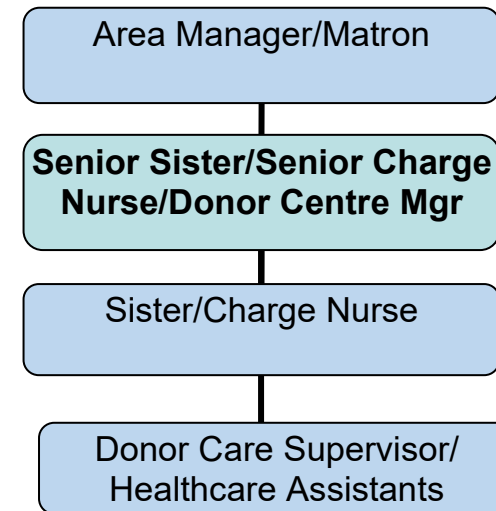 Area Manager/Matron
Senior Sister/Senior Charge
Nurse/Donor Centre Mgr
Sister/Charge Nurse
Donor Care Supervisor/
Healthcare Assistants